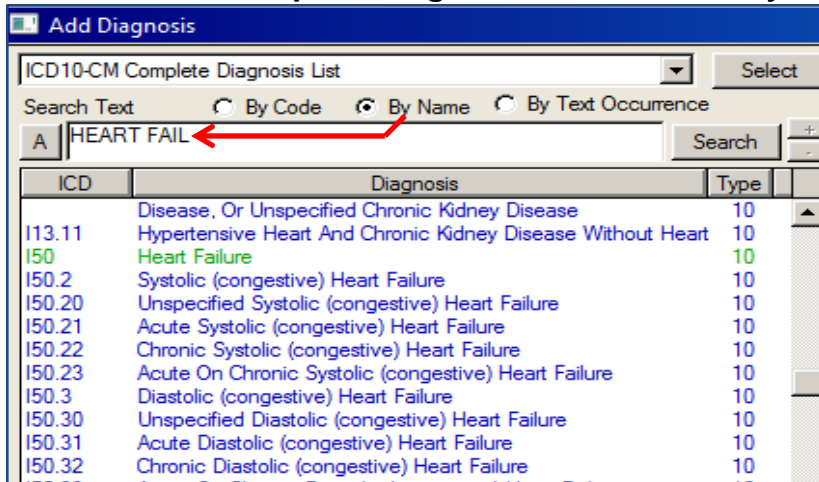 Add Diagnosis
ICD10-CM Complete Diagnosis List Select
Search Text By Code By Name By Text Occurrence
A HEART FAIL Search + -
ICD Diagnosis Type
Disease, Or Unspecified Chronic Kidney Disease 10
I13.11 Hypertensive Heart And Chronic Kidney Disease Without Heart 10
I50 Heart Failure 10
I50.2 Systolic (congestive) Heart Failure 10
I50.20 Unspecified Systolic (congestive) Heart Failure 10
I50.21 Acute Systolic (congestive) Heart Failure 10
I50.22 Chronic Systolic (congestive) Heart Failure 10
I50.23 Acute On Chronic Systolic (congestive) Heart Failure 10
I50.3 Diastolic (congestive) Heart Failure 10
I50.30 Unspecified Diastolic (congestive) Heart Failure 10
I50.31 Acute Diastolic (congestive) Heart Failure 10
I50.32 Chronic Diastolic (congestive) Heart Failure 10